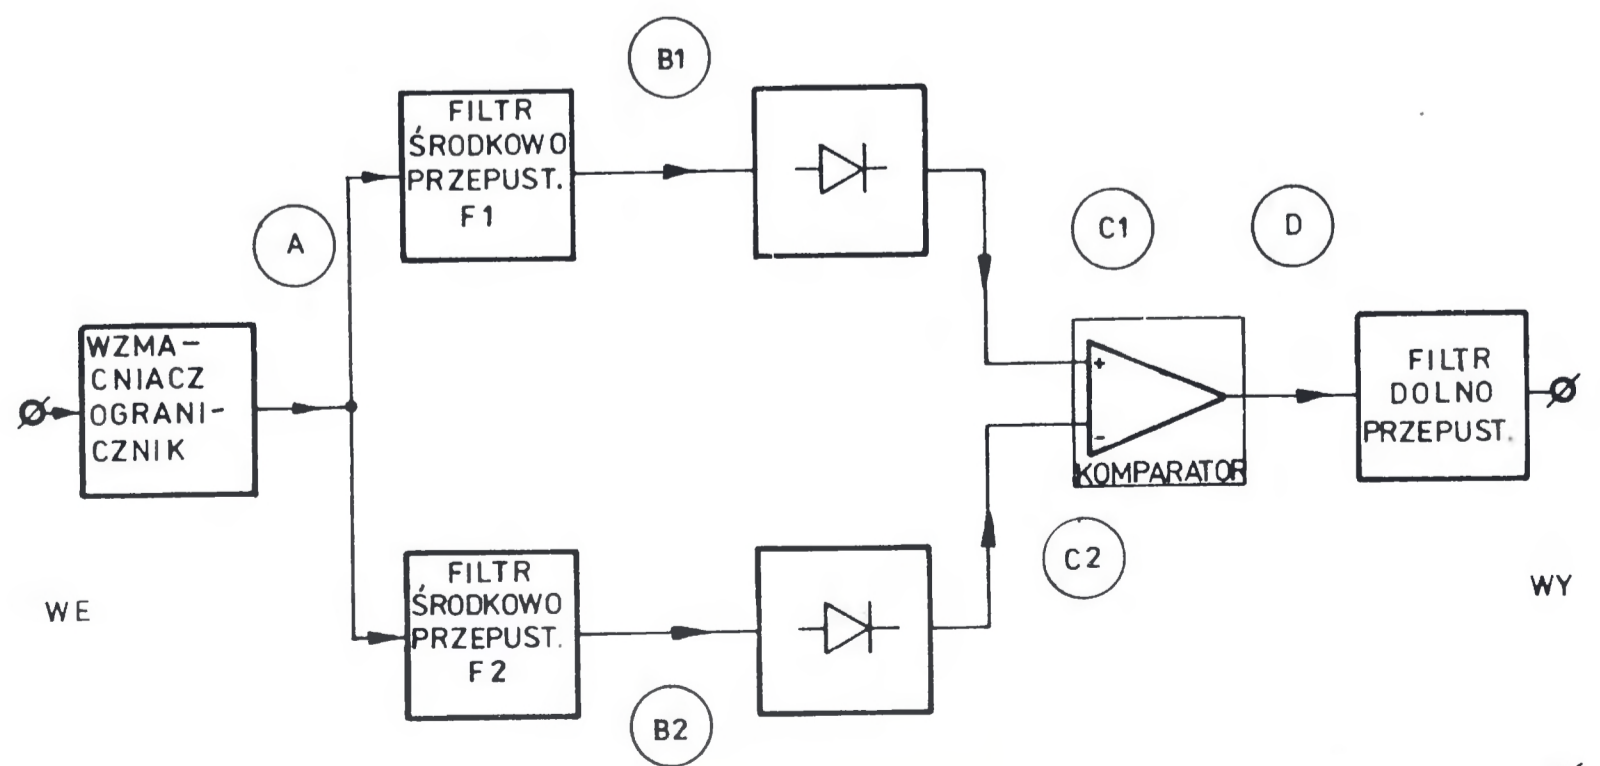 B1
FILTR
ŚRODKOWO
PRZEPUST.
F1
A
C1
D
WZMA-
CNIACZ
OGRANI-
CZNIK
+
-
KOMPARATOR
FILTR
DOLNO
PRZEPUST.
C2
FILTR
ŚRODKOWO
PRZEPUST.
F2
WE
WY
B2